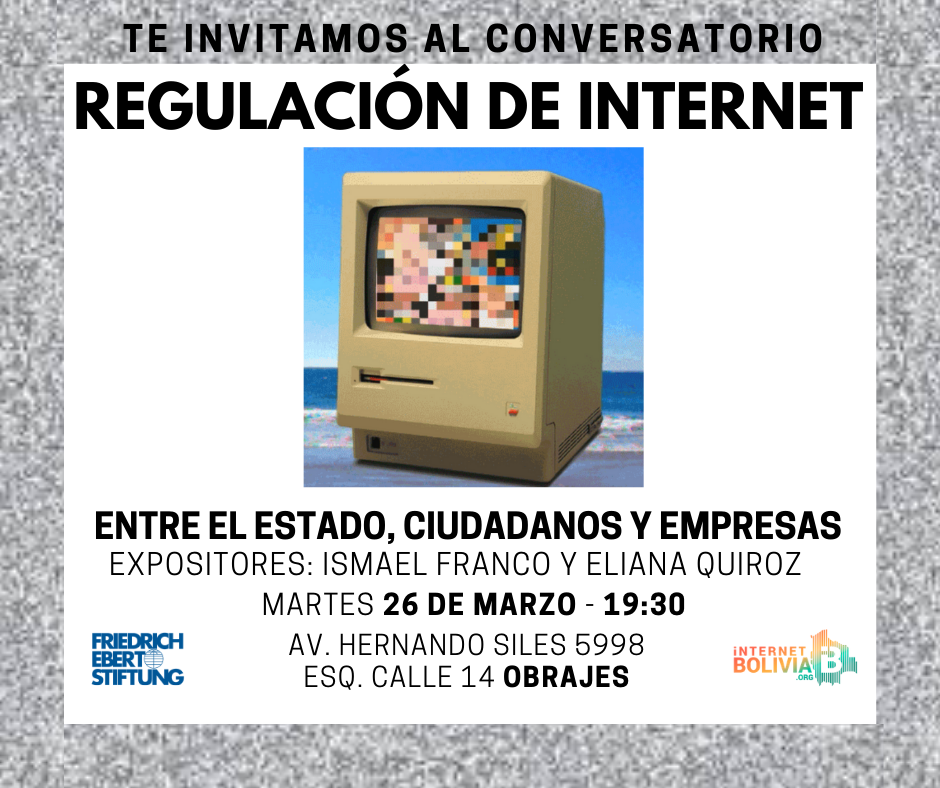 TE INVITAMOS AL CONVERSATORIO
REGULACIÓN DE INTERNET
ENTRE EL ESTADO, CIUDADANOS Y EMPRESAS
EXPOSITORES: ISMAEL FRANCO Y ELIANA QUIROZ
MARTES 26 DE MARZO - 19:30
AV. HERNANDO SILES 5998
ESQ. CALLE 14 OBRAJES
FRIEDRICH
EBERT
STIFTUNG
iNTERNET
BOLIVIA
.ORG
B